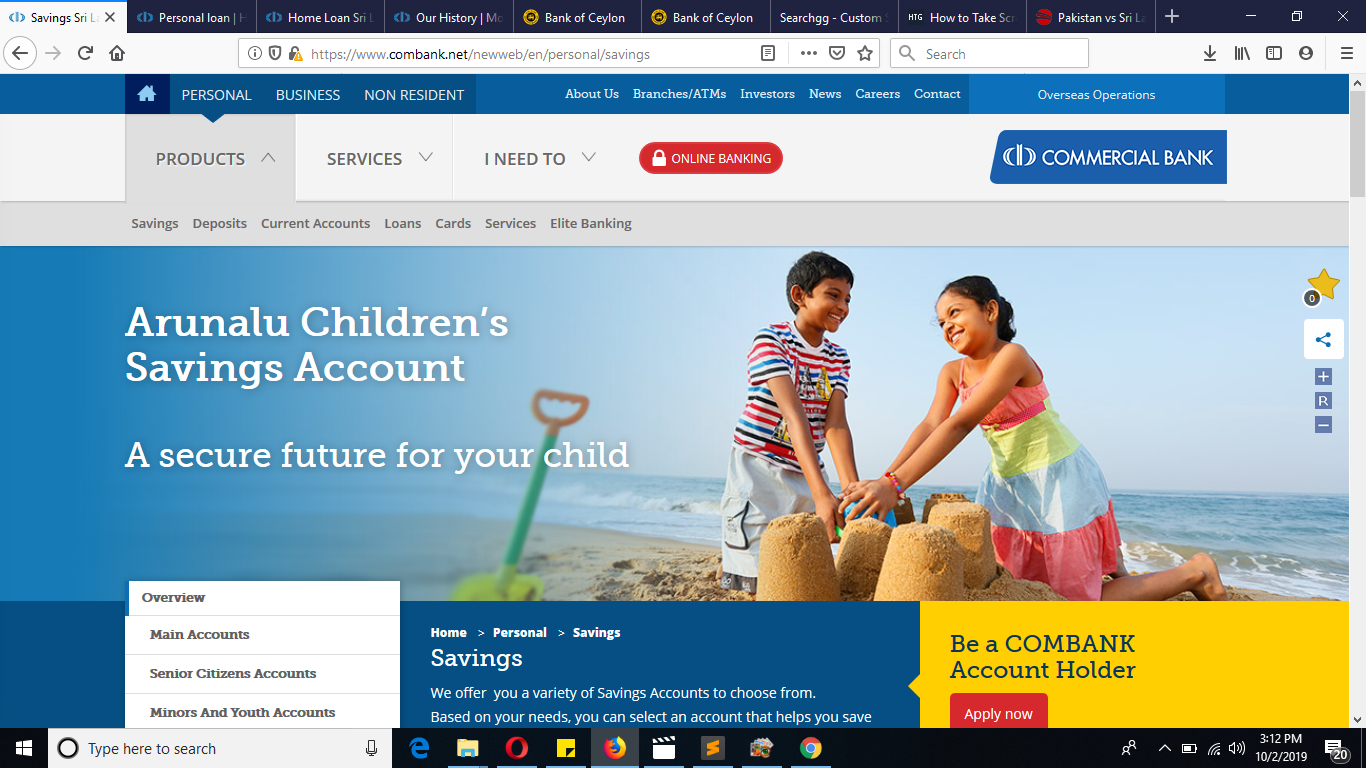 Savings Sri L
Personal loan | H
Home Loan Sri L
Our History | Mo
Bank of Ceylon
Bank of Ceylon
Searchgg - Custom S
HTG How to Take Scr
Pakistan vs Sri La
https://www.combank.net/newweb/en/personal/savings
Search
PERSONAL BUSINESS NON RESIDENT
About Us Branches/ATMs Investors News Careers Contact
Overseas Operations
PRODUCTS SERVICES I NEED TO
ONLINE BANKING
COMMERCIAL BANK
Savings Deposits Current Accounts Loans Cards Services Elite Banking
Arunalu Children’s
Savings Account
A secure future for your child
0
+
R
−
Overview
Main Accounts
Senior Citizens Accounts
Minors And Youth Accounts
Home > Personal > Savings
Savings
We offer you a variety of Savings Accounts to choose from.
Based on your needs, you can select an account that helps you save
Be a COMBANK
Account Holder
Apply now
Type here to search
3:12 PM
10/2/2019
20